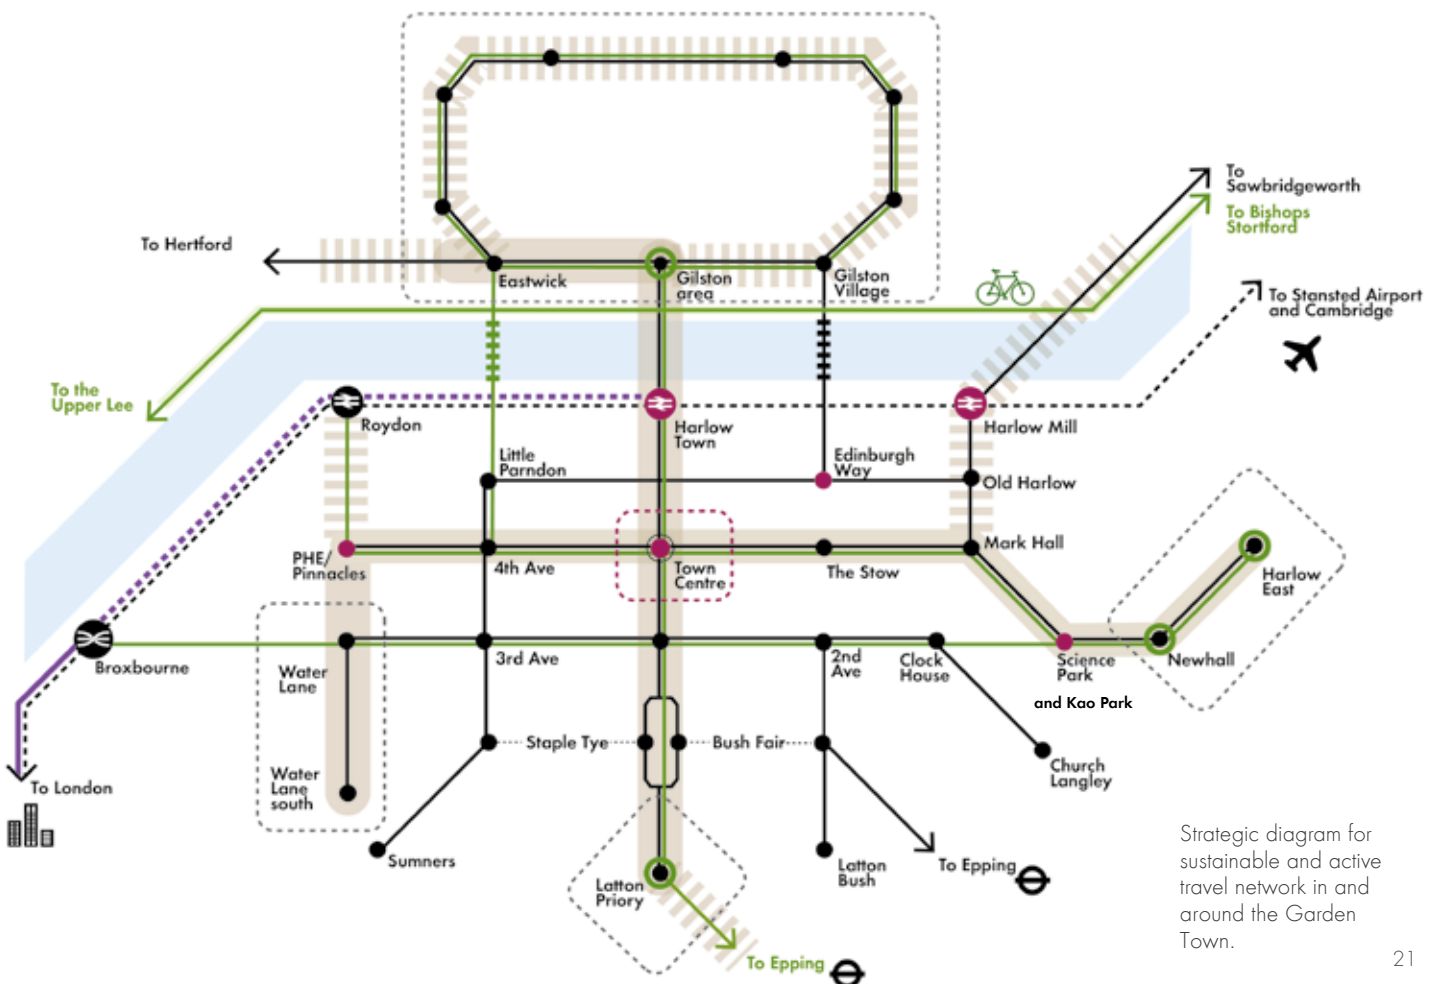 To
Sawbridgeworth
To Bishops
Stortford
To Hertford
Eastwick
Gilston
area
Gilston
Village
To Stansted Airport
and Cambridge
To the
Upper Lee
Roydon
Harlow
Town
Harlow Mill
Little
Parndon
Edinburgh
Way
Old Harlow
PHE/
Pinnacles
4th Ave
Town
Centre
The Stow
Mark Hall
Harlow
East
Broxbourne
Water
Lane
3rd Ave
2nd
Ave
Clock
House
Science
Park
and Kao Park
Newhall
Staple Tye
Bush Fair
Water
Lane
south
Church
Langley
To London
Sumners
Latton
Priory
Latton
Bush
To Epping
To Epping
Strategic diagram for
sustainable and active
travel network in and
around the Garden
Town.
21